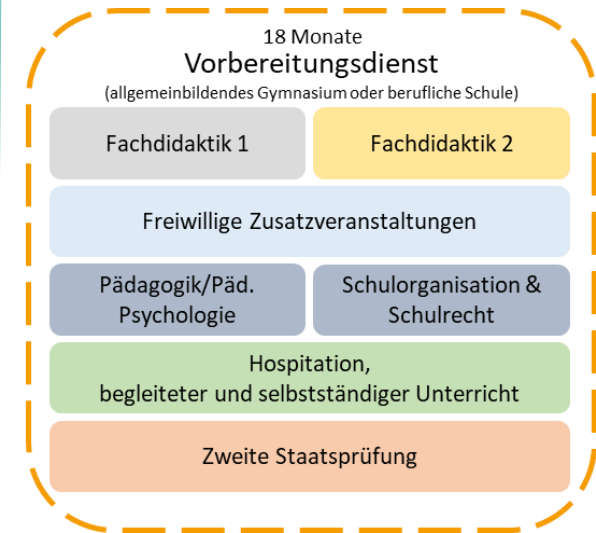 18 Monate
Vorbereitungsdienst
(allgemeinbildendes Gymnasium oder berufliche Schule)
Fachdidaktik 1
Fachdidaktik 2
Freiwillige Zusatzveranstaltungen
Pädagogik/Päd.
Psychologie
Schulorganisation &
Schulrecht
Hospitation,
begleiteter und selbstständiger Unterricht
Zweite Staatsprüfung